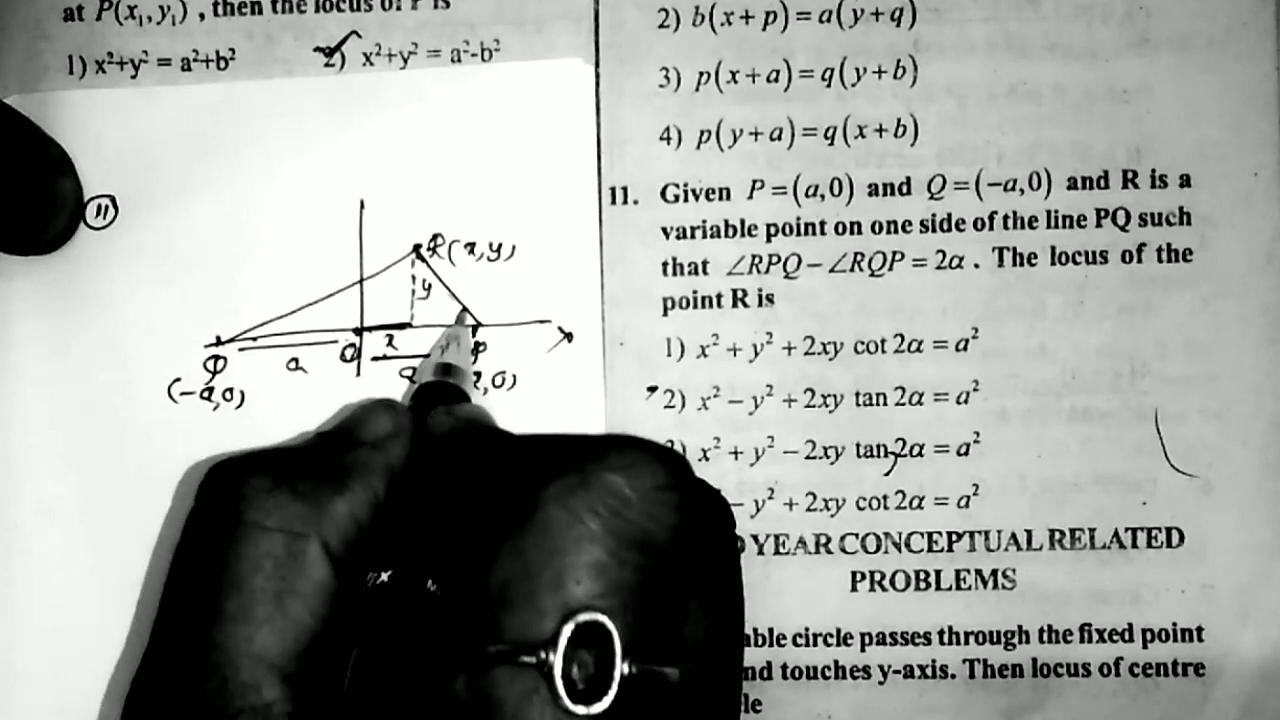 at P(x₁,y₁) , then the locus of P is
1) x²+y² = a²+b² 2) x²+y² = a²-b²
11
R(x,y)
y
Q O x P
a
(-a,0) ,0)
2) b(x+p)=a(y+q)
3) p(x+a)=q(y+b)
4) p(y+a)=q(x+b)
11. Given P=(a,0) and Q=(-a,0) and R is a
variable point on one side of the line PQ such
that ∠RPQ-∠RQP=2α . The locus of the
point R is
1) x² + y² + 2xy cot 2α = a²
2) x² - y² + 2xy tan 2α = a²
x² + y² - 2xy tan 2α = a²
- y² + 2xy cot 2α = a²
YEAR CONCEPTUAL RELATED
PROBLEMS
able circle passes through the fixed point
nd touches y-axis. Then locus of centre
le